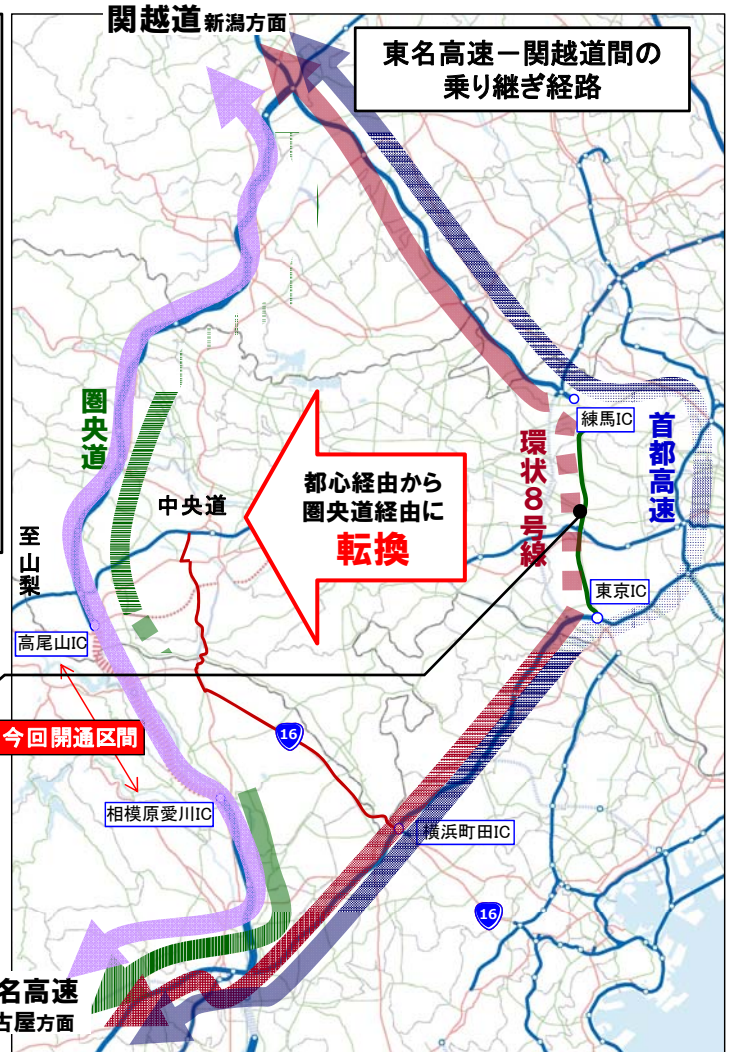 関越道 新潟方面
東名高速－関越道間の
乗り継ぎ経路
圏央道
練馬IC
首都高速
環状８号線
都心経由から
圏央道経由に
転換
中央道
至山梨
東京IC
高尾山IC
今回開通区間
16
相模原愛川IC
横浜町田IC
16
名高速
古屋方面